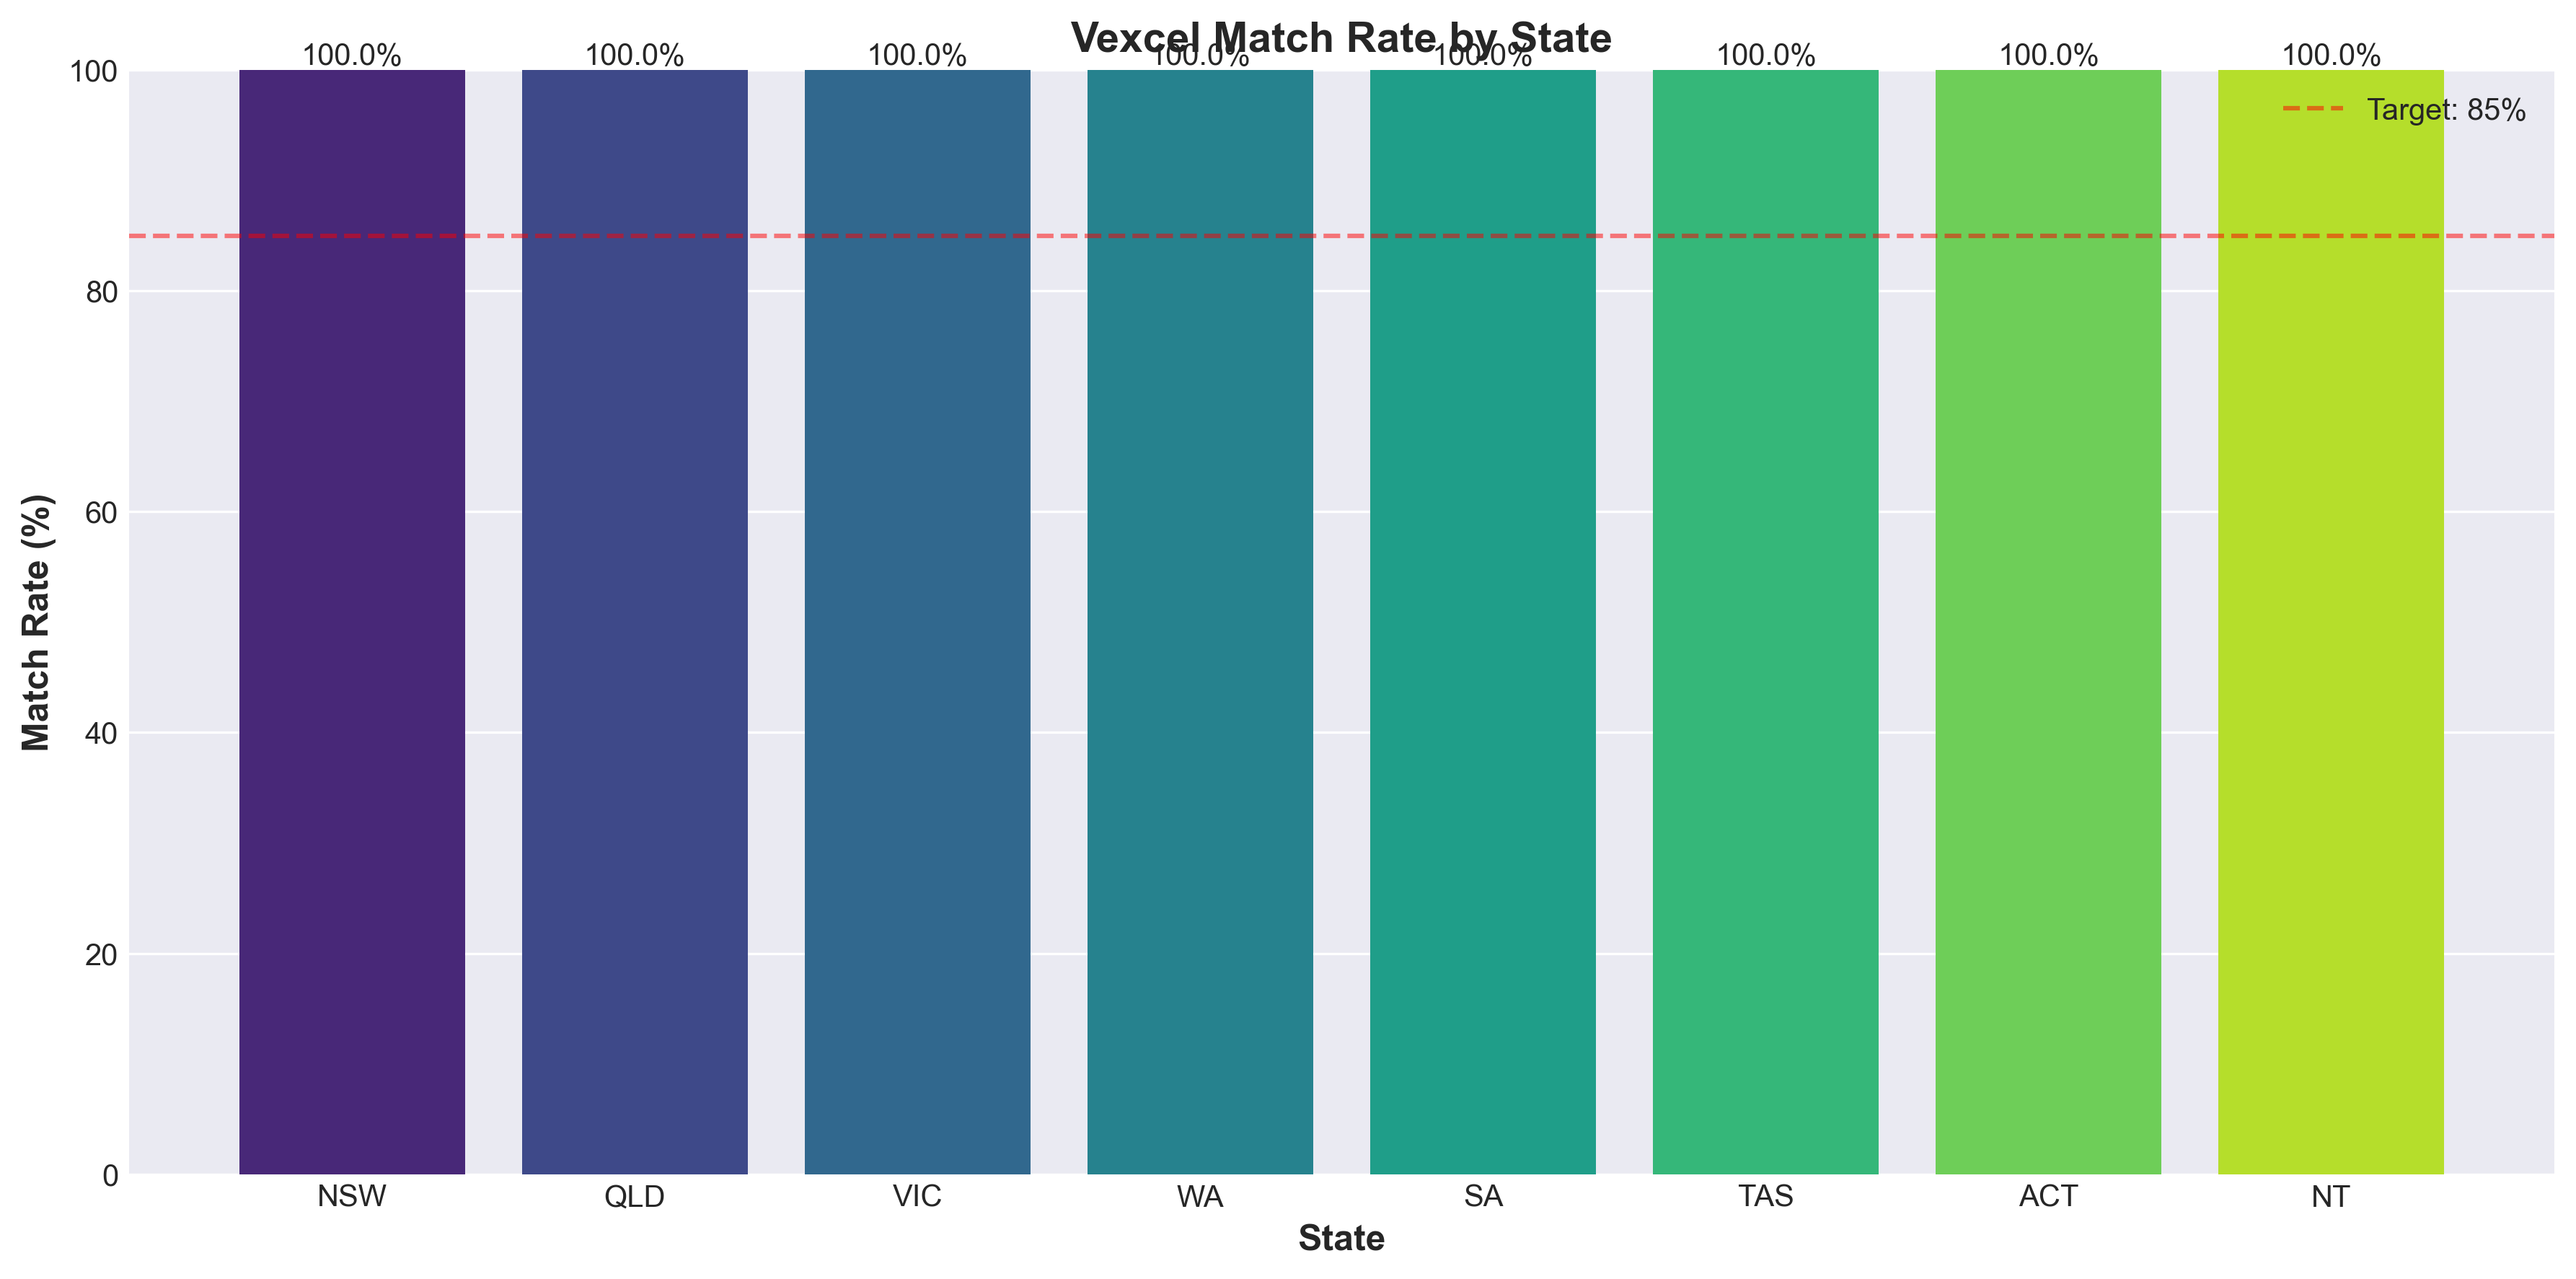 Vexcel Match Rate by State
100.0% 100.0% 100.0% 100.0% 100.0% 100.0% 100.0% 100.0%
Target: 85%
Match Rate (%)
100
80
60
40
20
0
NSW QLD VIC WA SA TAS ACT NT
State